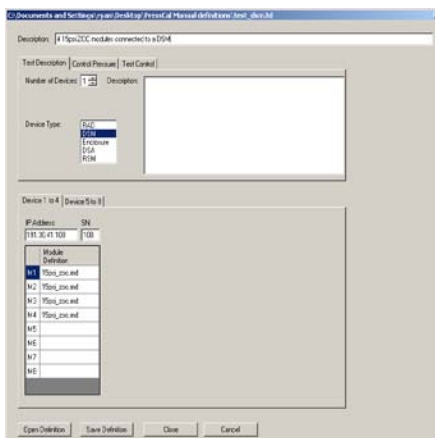 C:\Documents and Settings\ryan\Desktop\PressCal Manual definitions\test_dsm.td
Description: 4 15psi ZOC modules connected to a DSM
Test Description Control Pressure Test Control
Number of Devices: 1 Description:
Device Type: RAD
DSM
Enclosure
DSA
RSM
Device 1 to 4 Device 5 to 8
IP Address SN
191.30.41.108 108
Module
Definition
M1 15psi_zoc.md
M2 15psi_zoc.md
M3 15psi_zoc.md
M4 15psi_zoc.md
M5
M6
M7
M8
Open Definition Save Definition Close Cancel